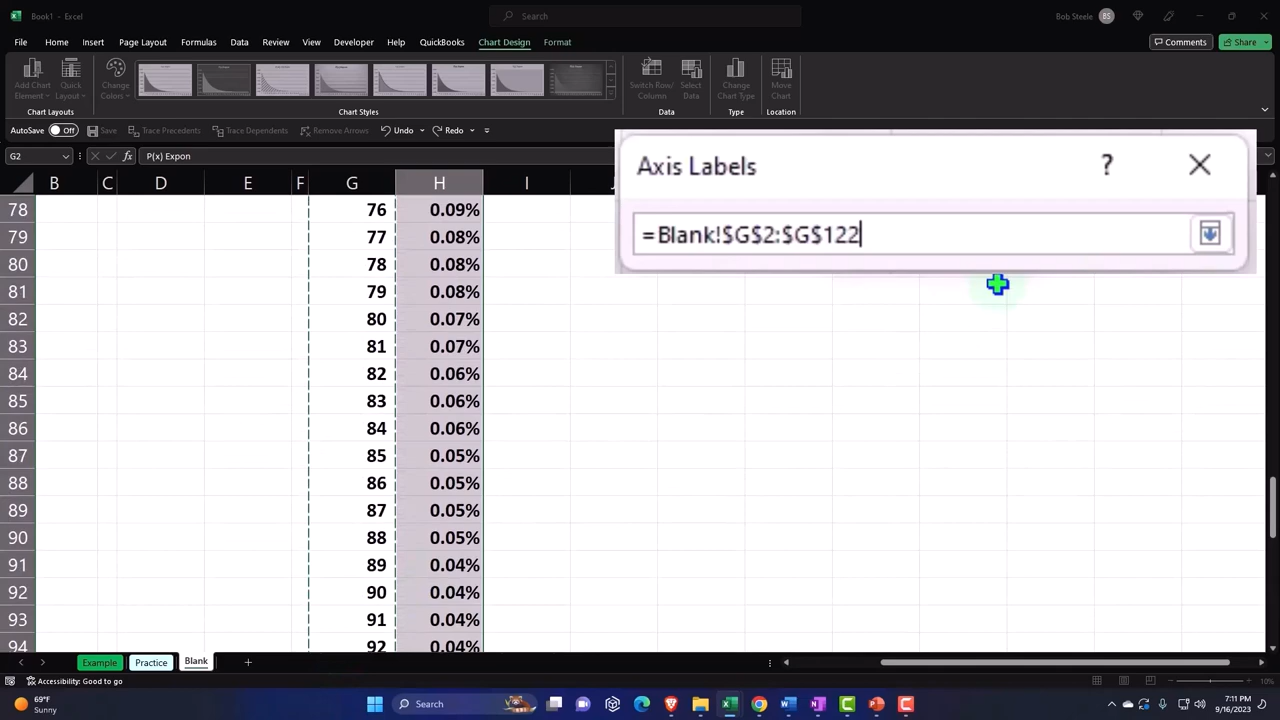 Book1 - Excel
Search
Bob Steele
BS
File Home Insert Page Layout Formulas Data Review View Developer Help QuickBooks Chart Design Format
Comments Share
Add Chart Element
Quick Layout
Change Colors
Switch Row/ Column
Select Data
Change Chart Type
Move Chart
Chart Layouts Chart Styles Data Type Location
AutoSave Off Save Trace Precedents Trace Dependents Remove Arrows Undo Redo
G2 fx P(x) Expon
Axis Labels ? ×
=Blank!$G$2:$G$122
B C D E F G H I
78 76 0.09%
79 77 0.08%
80 78 0.08%
81 79 0.08%
82 80 0.07%
83 81 0.07%
84 82 0.06%
85 83 0.06%
86 84 0.06%
87 85 0.05%
88 86 0.05%
89 87 0.05%
90 88 0.05%
91 89 0.04%
92 90 0.04%
93 91 0.04%
94 92 0.04%
Example Practice Blank
Accessibility: Good to go
10%
69°F
Sunny
Search
7:11 PM
9/16/2023